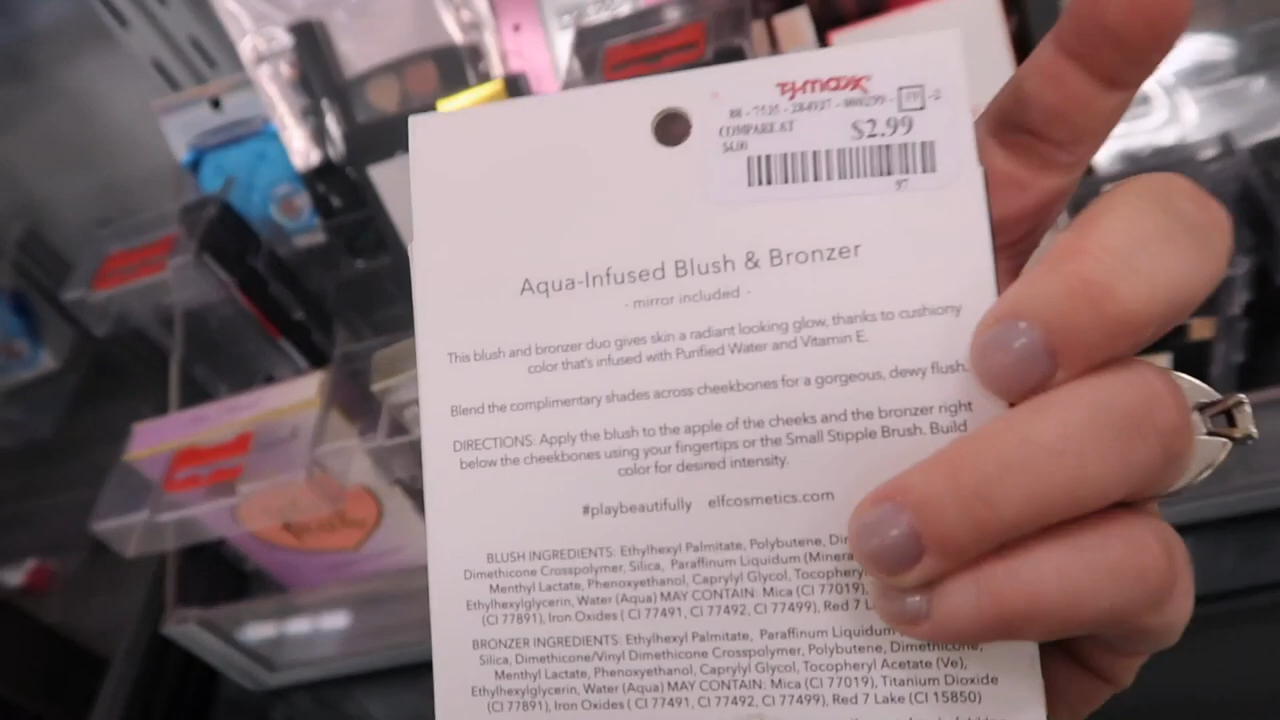 TJ-maxx
COMPARE AT
$2.99
$4.00
97
Aqua-Infused Blush & Bronzer
- mirror included -
This blush and bronzer duo gives skin a radiant looking glow, thanks to cushiony
color that's infused with Purified Water and Vitamin E.
Blend the complimentary shades across cheekbones for a gorgeous, dewy flush.
DIRECTIONS: Apply the blush to the apple of the cheeks and the bronzer right
below the cheekbones using your fingertips or the Small Stipple Brush. Build
color for desired intensity.
#playbeautifully elfcosmetics.com
BLUSH INGREDIENTS: Ethylhexyl Palmitate, Polybutene,
Dimethicone Crosspolymer, Silica, Paraffinum Liquidum
Menthyl Lactate, Phenoxyethanol, Caprylyl Glycol,
Ethylhexylglycerin, Water (Aqua) MAY CONTAIN: Mica (CI 77019),
(CI 77891), Iron Oxides ( CI 77491, CI 77492, CI 77499), Red 7
BRONZER INGREDIENTS: Ethylhexyl Palmitate, Paraffinum Liquidum
Silica, Dimethicone/Vinyl Dimethicone Crosspolymer, Polybutene, Dimethicone,
Menthyl Lactate, Phenoxyethanol, Caprylyl Glycol, Tocopheryl Acetate (Ve),
Ethylhexylglycerin, Water (Aqua) MAY CONTAIN: Mica (CI 77019), Titanium Dioxide
(CI 77891), Iron Oxides ( CI 77491, CI 77492, CI 77499), Red 7 Lake (CI 15850)